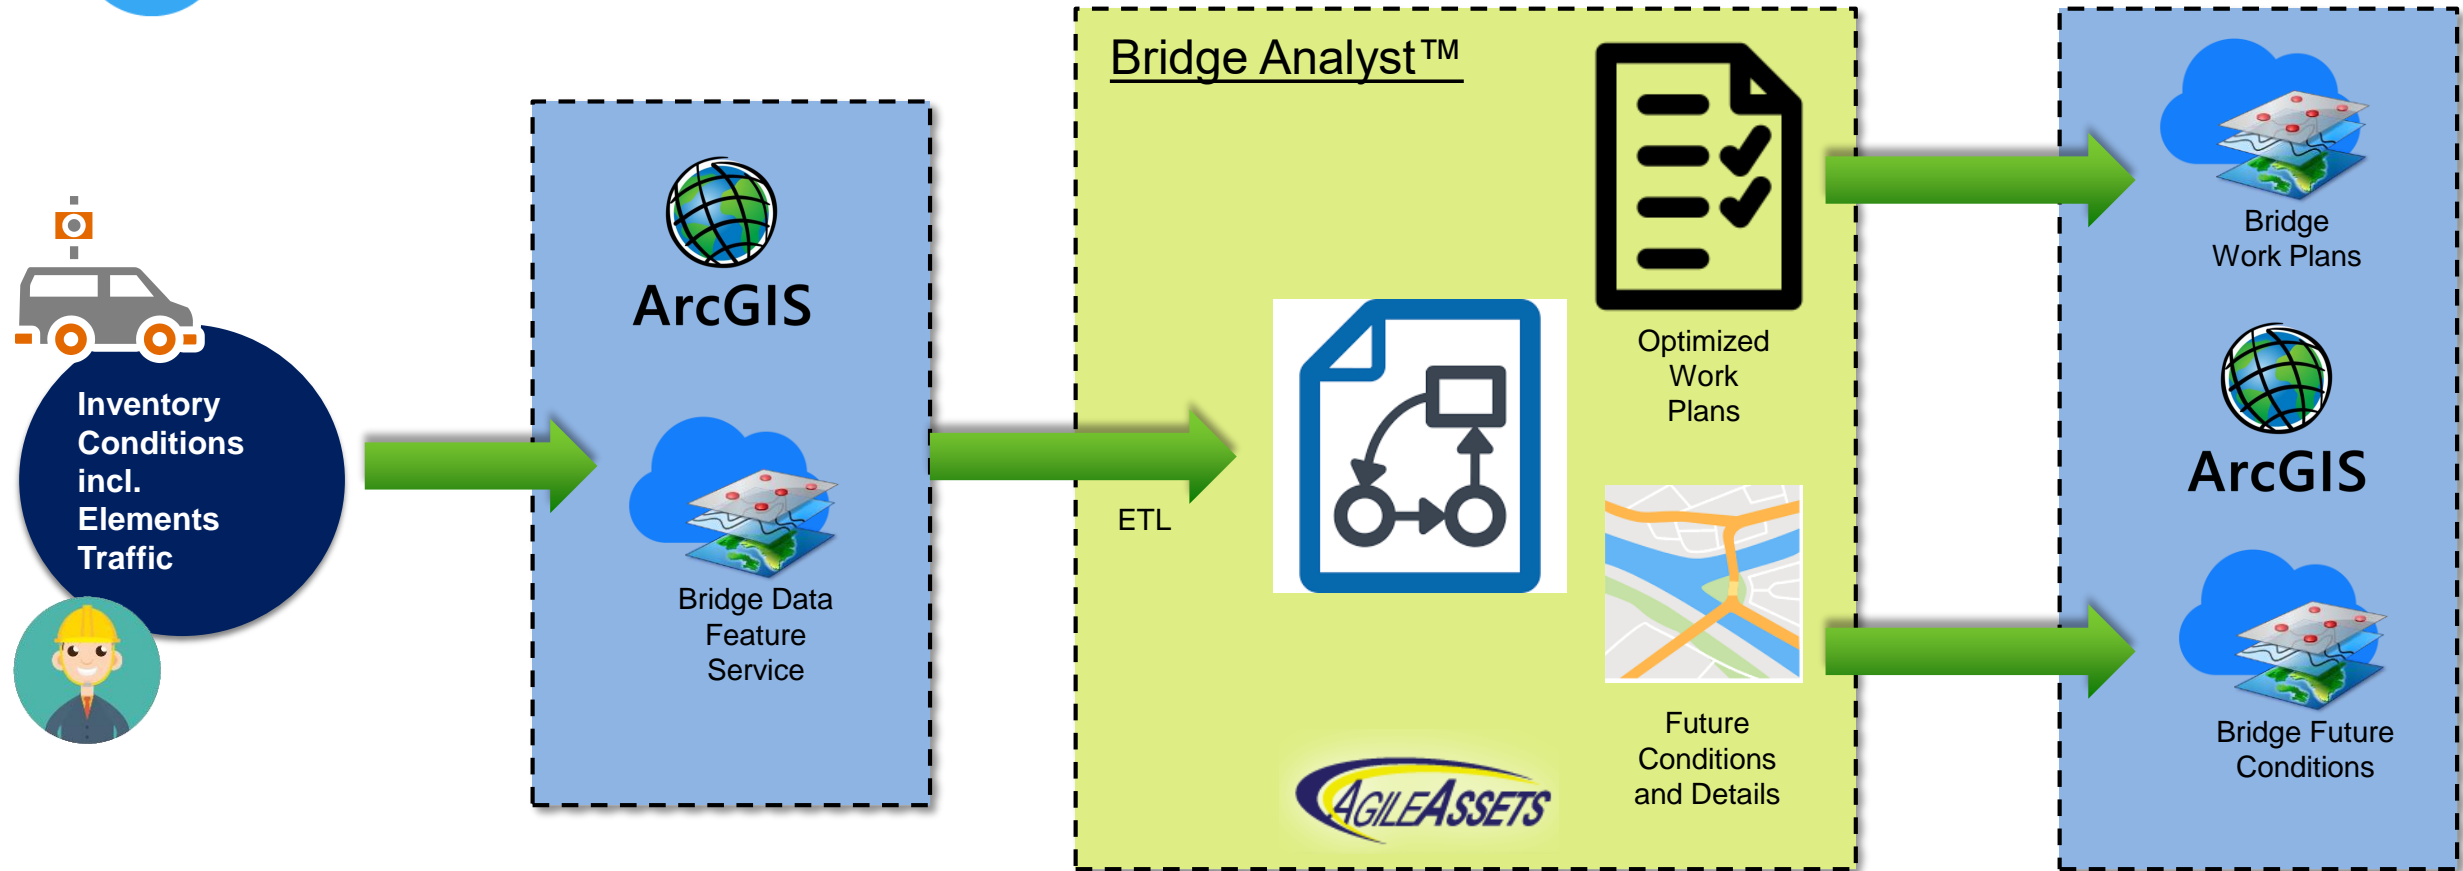 Inventory
Conditions
incl.
Elements
Traffic
ArcGIS
Bridge Data
Feature
Service
Bridge Analyst™
ETL
Optimized
Work
Plans
Future
Conditions
and Details
AGILEASSETS
Bridge
Work Plans
ArcGIS
Bridge Future
Conditions